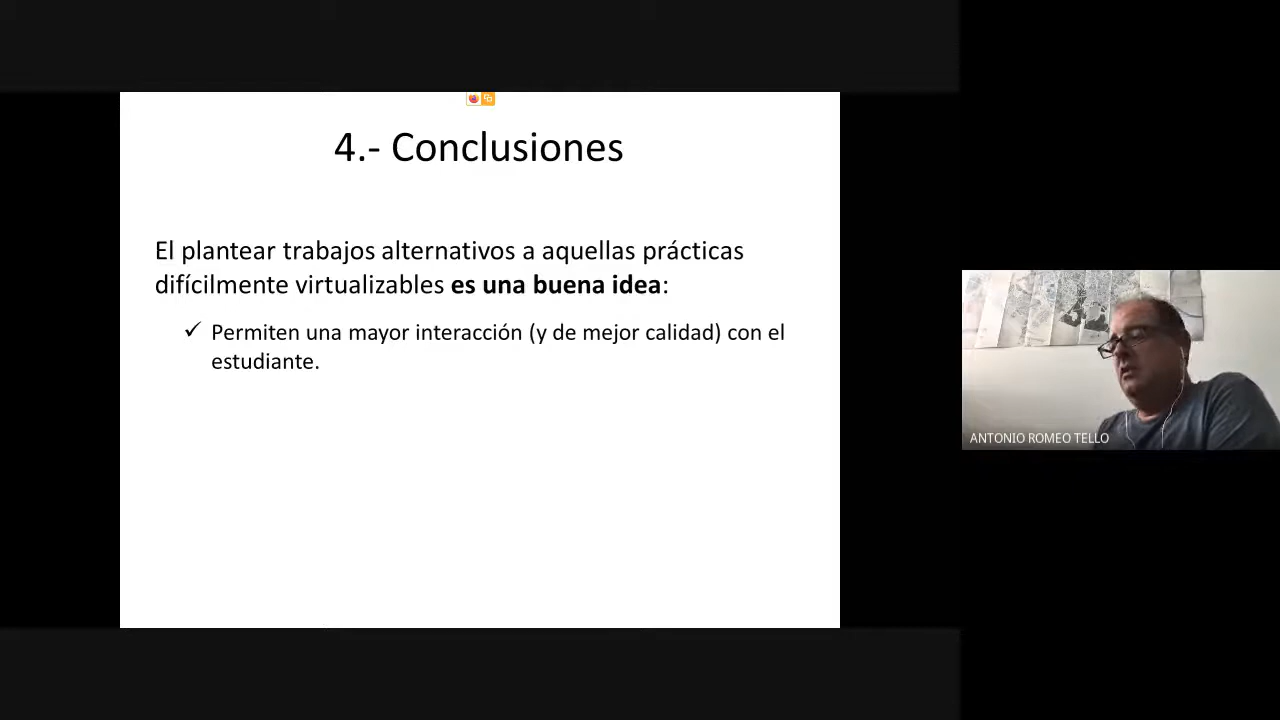 4.- Conclusiones
El plantear trabajos alternativos a aquellas prácticas
difícilmente virtualizables es una buena idea:
✓ Permiten una mayor interacción (y de mejor calidad) con el
estudiante.
ANTONIO ROMEO TELLO